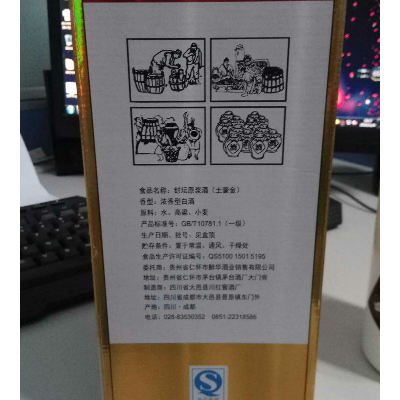 食品名称：封坛原浆酒（土豪金）
香型：浓香型白酒
原料：水、高粱、小麦
产品标准号：GB/T10781.1（一级）
生产日期、批号：见盒顶
贮存条件：置于常温、通风、干燥处
食品生产许可证编号：QS5100 1501 5195
委托商：贵州省仁怀市醉华酒业销售有限公司
地址：贵州省仁怀市茅台镇茅台酒厂大门旁
制造商：四川省大邑县川红窖酒厂
地址：四川省成都市大邑县晋原镇东门外
产地：四川·成都
电话：028-83530352 0851-22318586